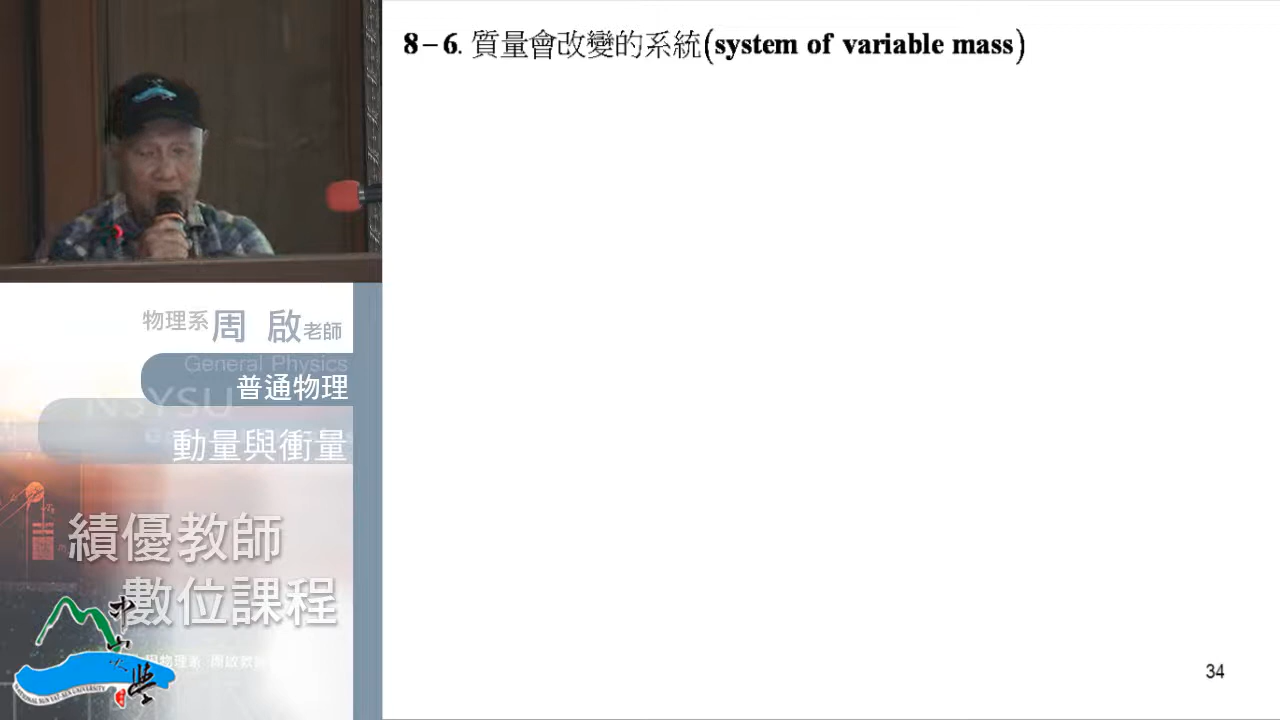 8-6. 質量會改變的系統(system of variable mass)
物理系周 啟老師
General Physics
普通物理
NSYSU
動量與衝量
績優教師
數位課程
34